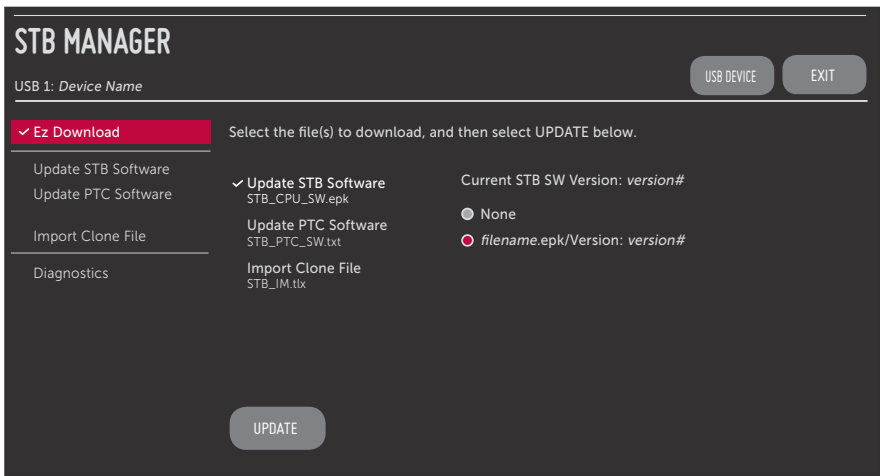 STB MANAGER
USB 1: Device Name
USB DEVICE
EXIT
Ez Download
Update STB Software
Update PTC Software
Import Clone File
Diagnostics
Select the file(s) to download, and then select UPDATE below.
Update STB Software
STB_CPU_SW.epk
Update PTC Software
STB_PTC_SW.txt
Import Clone File
STB_IM.tlx
Current STB SW Version: version#
None
filename.epk/Version: version#
UPDATE